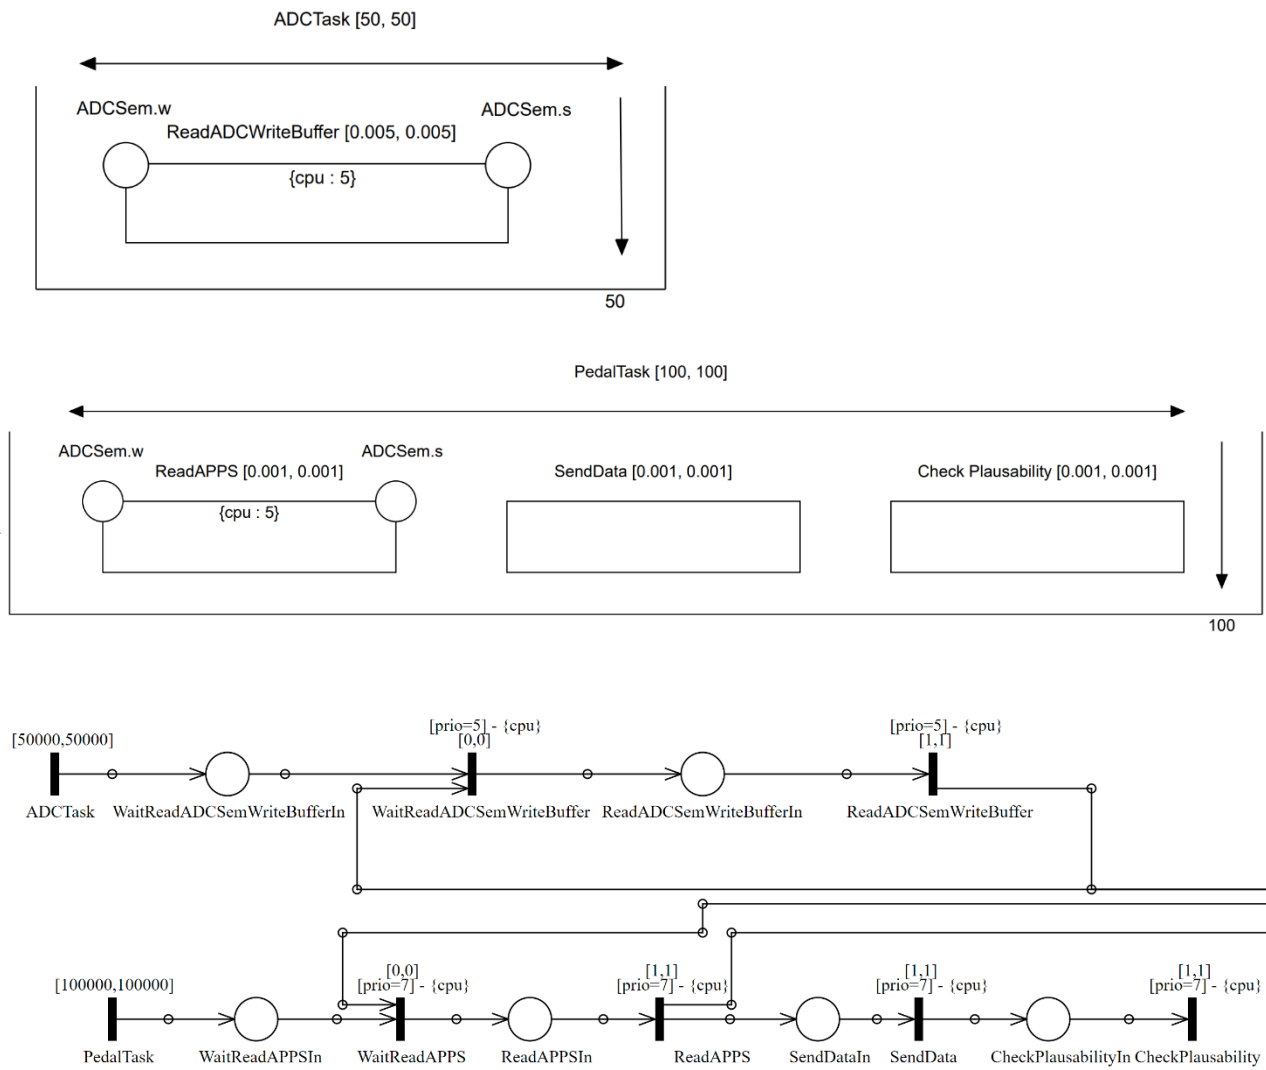 ADCTask [50, 50]
ADCSem.w
ADCSem.s
ReadADCWriteBuffer [0.005, 0.005]
{cpu : 5}
50
PedalTask [100, 100]
ADCSem.w
ADCSem.s
ReadAPPS [0.001, 0.001]
SendData [0.001, 0.001]
Check Plausability [0.001, 0.001]
{cpu : 5}
100
[prio=5] - {cpu}
[prio=5] - {cpu}
[50000,50000]
[0,0]
[1,1]
ADCTask
WaitReadADCSemWriteBufferIn
WaitReadADCSemWriteBuffer
ReadADCSemWriteBufferIn
ReadADCSemWriteBuffer
[0,0]
[1,1]
[1,1]
[1,1]
[100000,100000]
[prio=7] - {cpu}
[prio=7] - {cpu}
[prio=7] - {cpu}
[prio=7] - {cpu}
PedalTask
WaitReadAPPSIn
WaitReadAPPS
ReadAPPSIn
ReadAPPS
SendDataIn
SendData
CheckPlausabilityIn
CheckPlausability